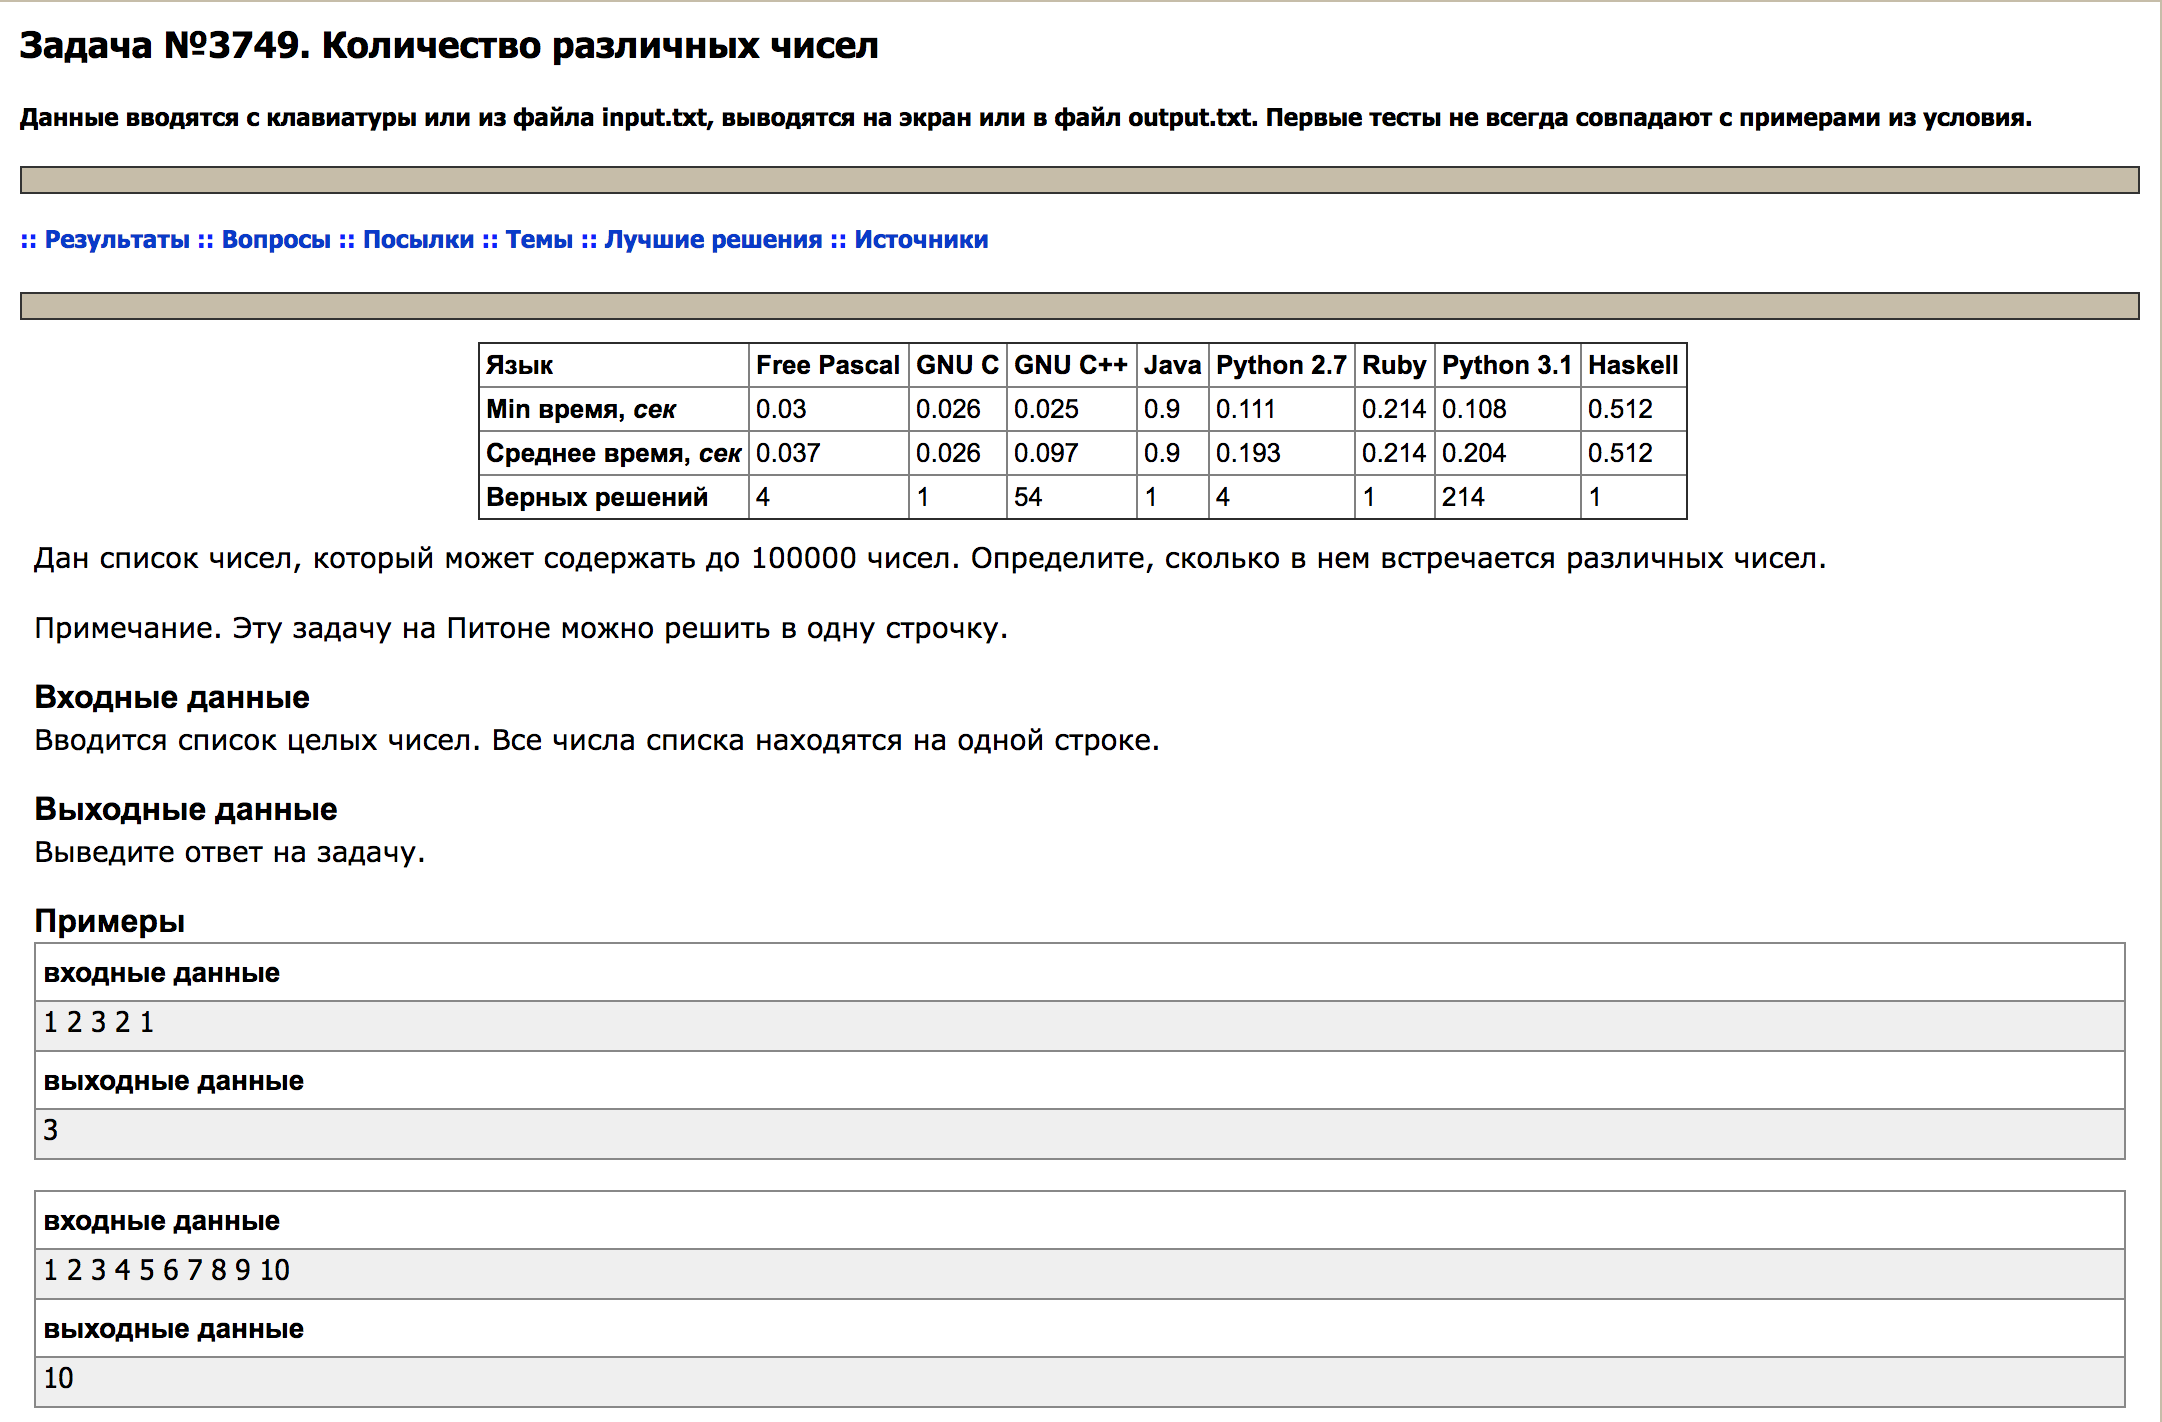 Задача №3749. Количество различных чисел
Данные вводятся с клавиатуры или из файла input.txt, выводятся на экран или в файл output.txt. Первые тесты не всегда совпадают с примерами из условия.
:: Результаты :: Вопросы :: Посылки :: Темы :: Лучшие решения :: Источники
Язык Free Pascal GNU C GNU C++ Java Python 2.7 Ruby Python 3.1 Haskell
Min время, сек 0.03 0.026 0.025 0.9 0.111 0.214 0.108 0.512
Среднее время, сек 0.037 0.026 0.097 0.9 0.193 0.214 0.204 0.512
Верных решений 4 1 54 1 4 1 214 1
Дан список чисел, который может содержать до 100000 чисел. Определите, сколько в нем встречается различных чисел.
Примечание. Эту задачу на Питоне можно решить в одну строчку.
Входные данные
Вводится список целых чисел. Все числа списка находятся на одной строке.
Выходные данные
Выведите ответ на задачу.
Примеры
входные данные
1 2 3 2 1
выходные данные
3
входные данные
1 2 3 4 5 6 7 8 9 10
выходные данные
10